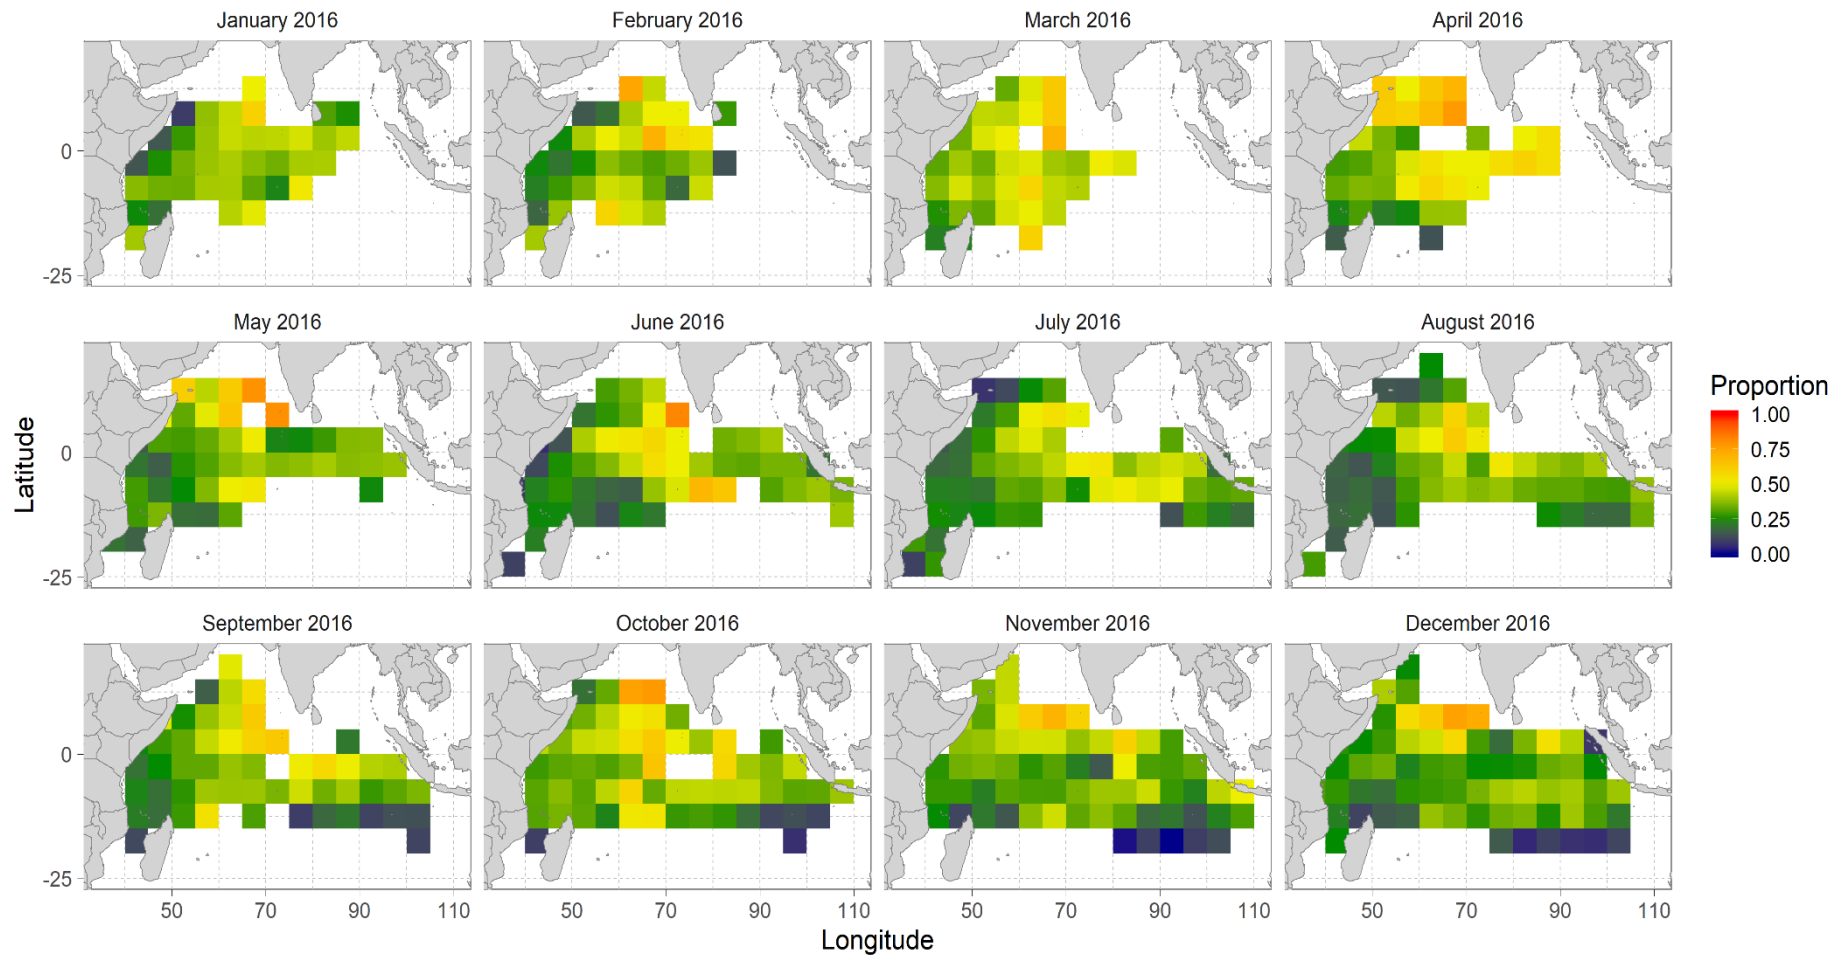 January 2016
February 2016
March 2016
April 2016
0
-25
May 2016
June 2016
July 2016
August 2016
0
-25
September 2016
October 2016
November 2016
December 2016
0
-25
50
70
90
110
50
70
90
110
50
70
90
110
50
70
90
110
Longitude
Latitude
Proportion
1.00
0.75
0.50
0.25
0.00